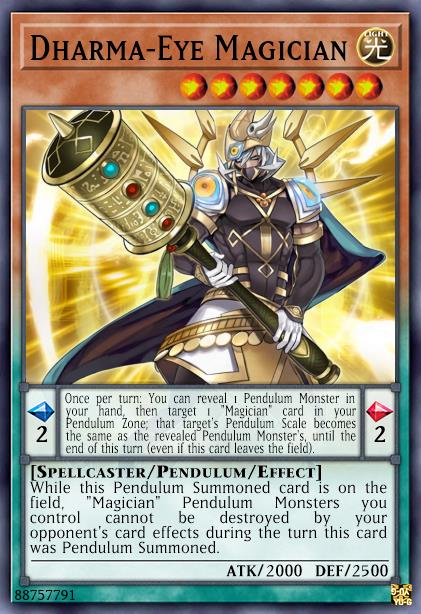 Dharma-Eye Magician
LIGHT
光
Once per turn: You can reveal 1 Pendulum Monster in
your hand, then target 1 "Magician" card in your
Pendulum Zone; that target's Pendulum Scale becomes
the same as the revealed Pendulum Monster's, until the
end of this turn (even if this card leaves the field).
2 2
[Spellcaster/Pendulum/Effect]
While this Pendulum Summoned card is on the
field, "Magician" Pendulum Monsters you
control cannot be destroyed by your
opponent's card effects during the turn this card
was Pendulum Summoned.
ATK/2000 DEF/2500
88757791